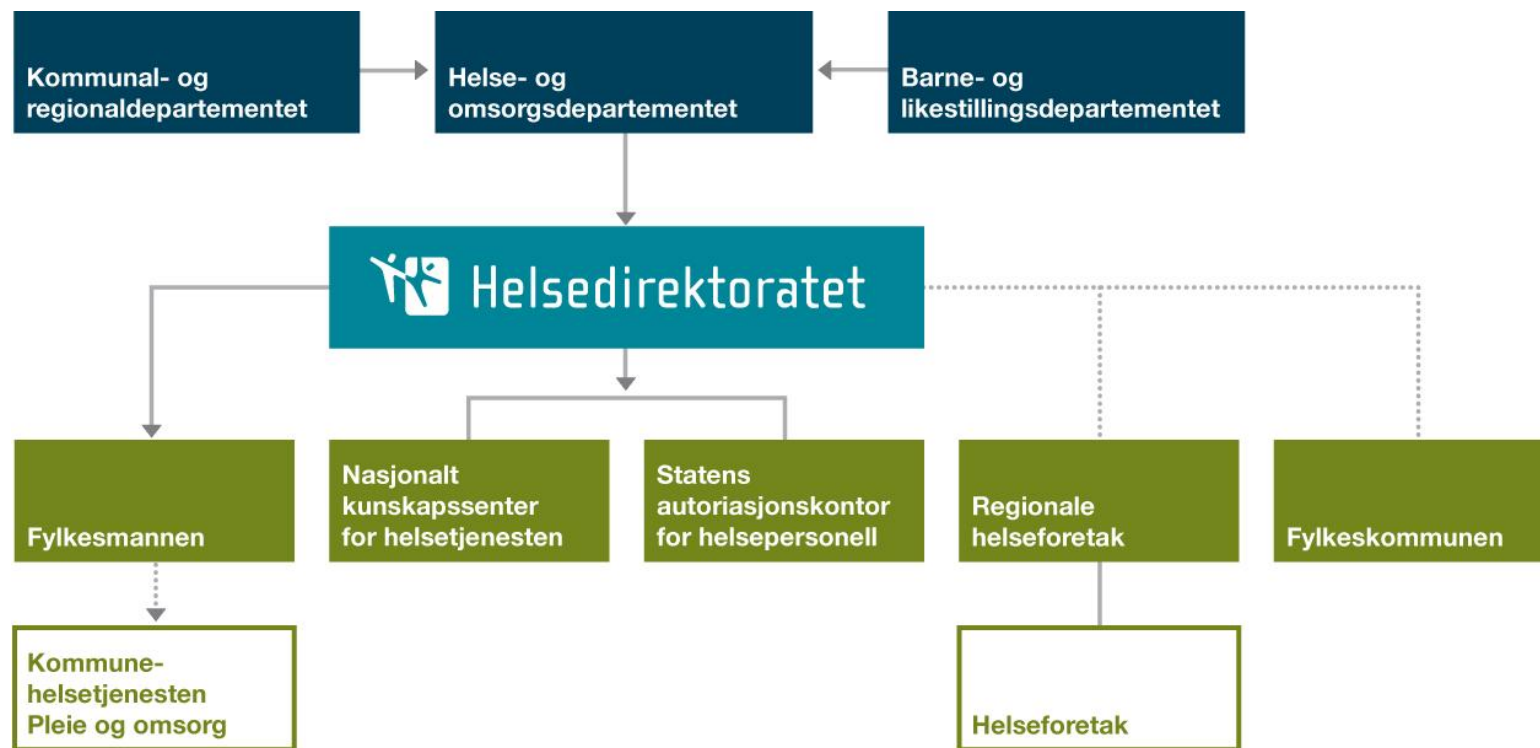 Kommunal- og
regionaldepartementet
Helse- og
omsorgsdepartementet
Barne- og
likestillingsdepartementet
Helsedirektoratet
Fylkesmannen
Nasjonalt
kunskapssenter
for helsetjenesten
Statens
autoriasjonskontor
for helsepersonell
Regionale
helseforetak
Fylkeskommunen
Kommune-
helsetjenesten
Pleie og omsorg
Helseforetak